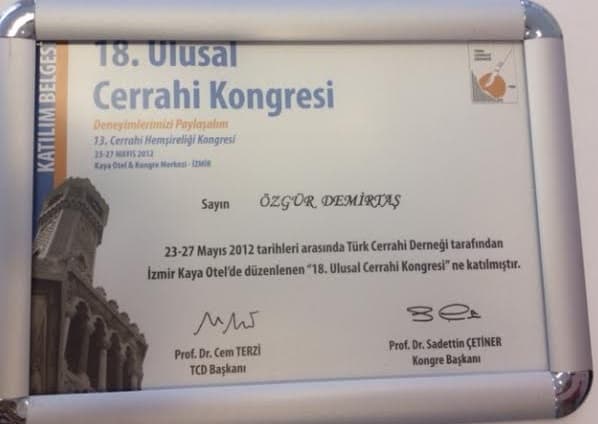 KATILIM BELGES
18. Ulusal
Cerrahi Kongresi
Deneyimlerimizi Paylaşalım
13. Cerrahi Hemşireliği Kongresi
23-27 MAYIS 2012
Kaya Otel & Kongre Merkezi - İZMİR
Sayın ÖZGÜR DEMİRTAŞ
23-27 Mayıs 2012 tarihleri arasında Türk Cerrahi Derneği tarafından
İzmir Kaya Otel'de düzenlenen "18. Ulusal Cerrahi Kongresi" ne katılmıştır.
Prof. Dr. Cem TERZİ
TCD Başkanı
Prof. Dr. Sadettin ÇETİNER
Kongre Başkanı